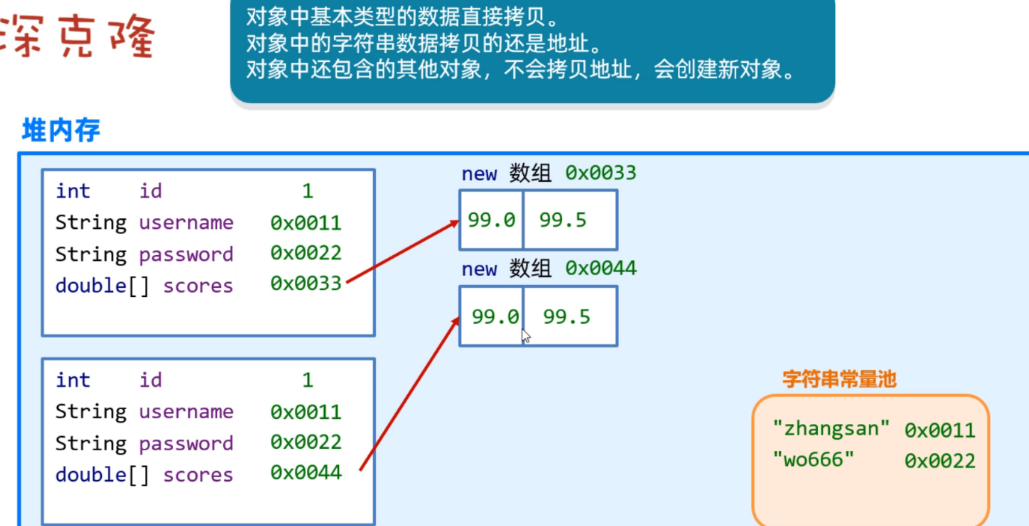 深克隆
对象中基本类型的数据直接拷贝。
对象中的字符串数据拷贝的还是地址。
对象中还包含的其他对象，不会拷贝地址，会创建新对象。
堆内存
int id 1
String username 0x0011
String password 0x0022
double[] scores 0x0033
new 数组 0x0033
99.0 99.5
new 数组 0x0044
99.0 99.5
int id 1
String username 0x0011
String password 0x0022
double[] scores 0x0044
字符串常量池
"zhangsan" 0x0011
"wo666" 0x0022